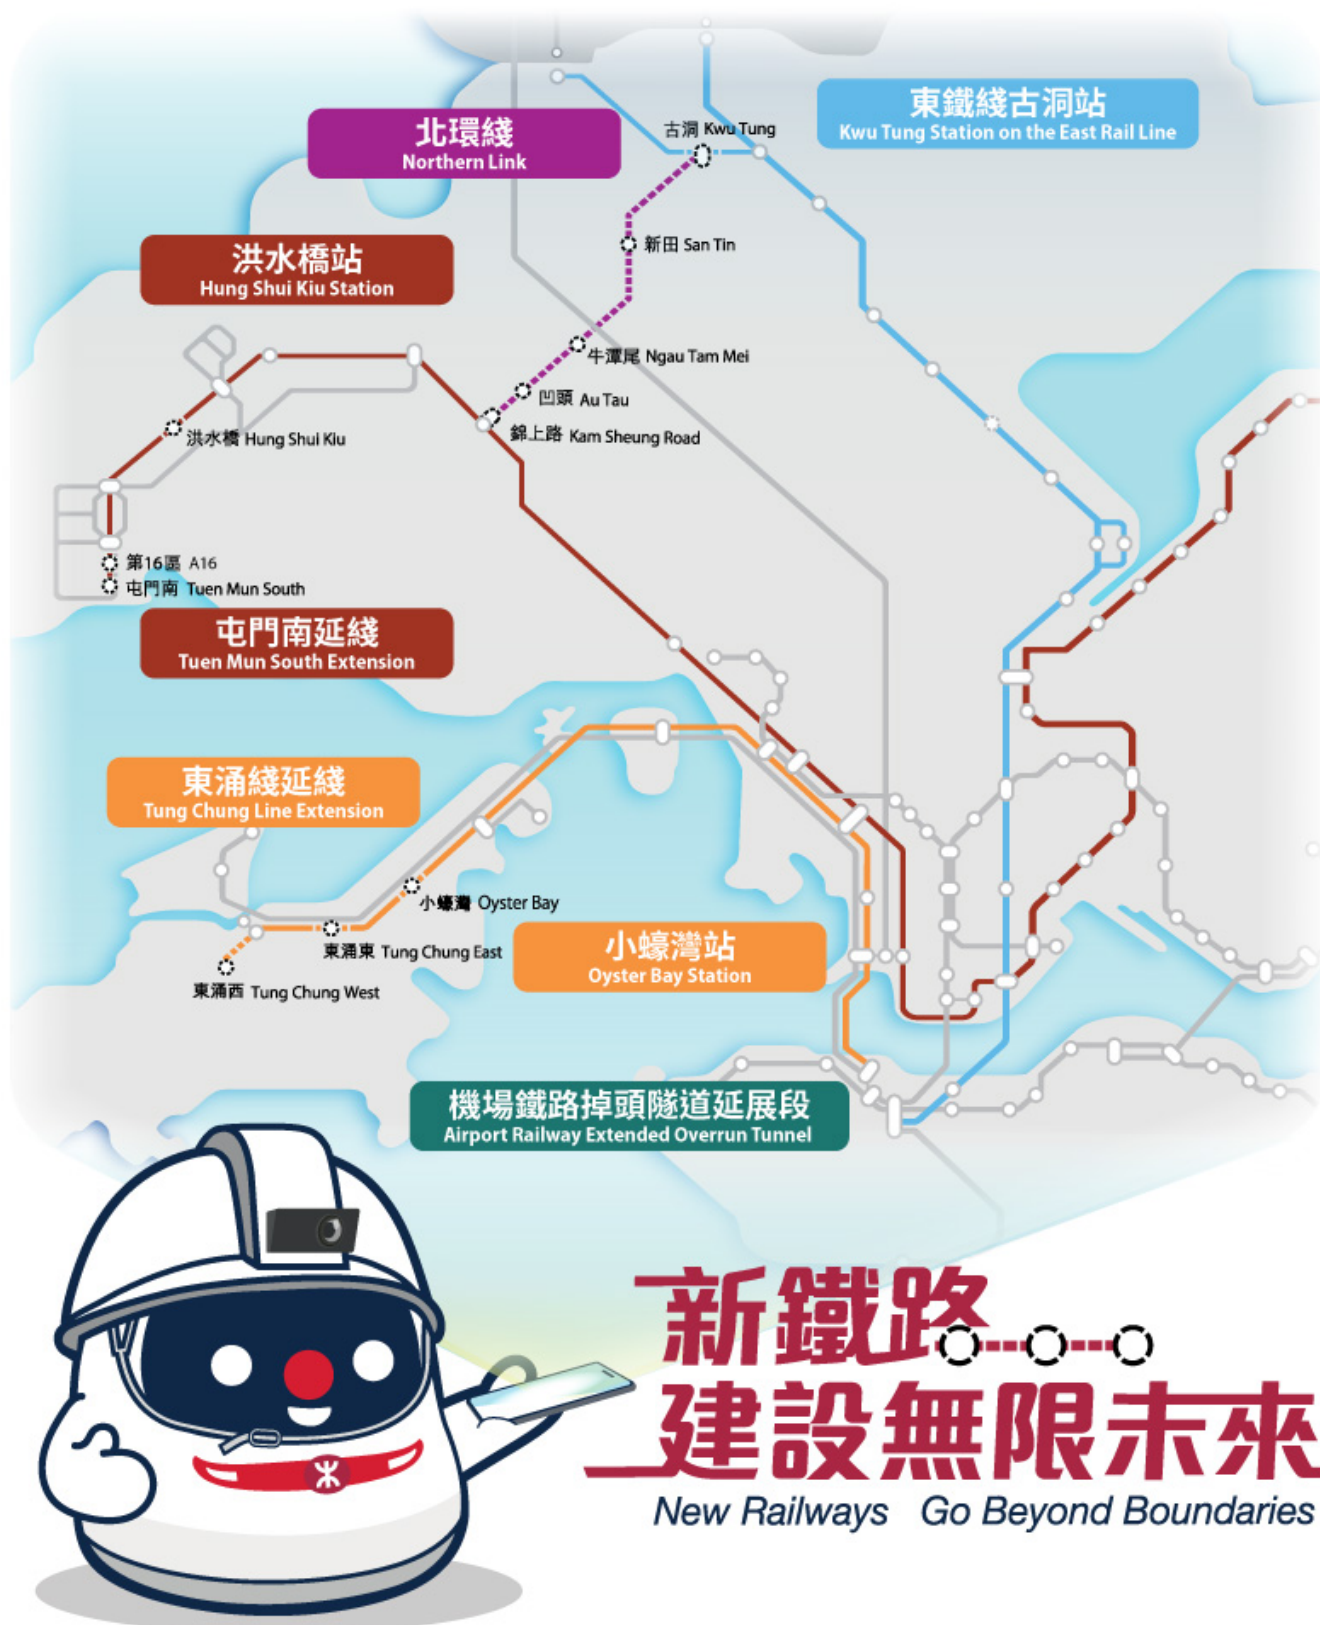 東鐵綫古洞站
Kwu Tung Station on the East Rail Line
北環綫
Northern Link
古洞 Kwu Tung
新田 San Tin
洪水橋站
Hung Shui Kiu Station
牛潭尾 Ngau Tam Mei
凹頭 Au Tau
錦上路 Kam Sheung Road
洪水橋 Hung Shui Kiu
第16區 A16
屯門南 Tuen Mun South
屯門南延綫
Tuen Mun South Extension
東涌綫延綫
Tung Chung Line Extension
小蠔灣 Oyster Bay
東涌東 Tung Chung East
小蠔灣站
Oyster Bay Station
東涌西 Tung Chung West
機場鐵路掉頭隧道延展段
Airport Railway Extended Overrun Tunnel
新鐵路
建設無限未來
New Railways Go Beyond Boundaries